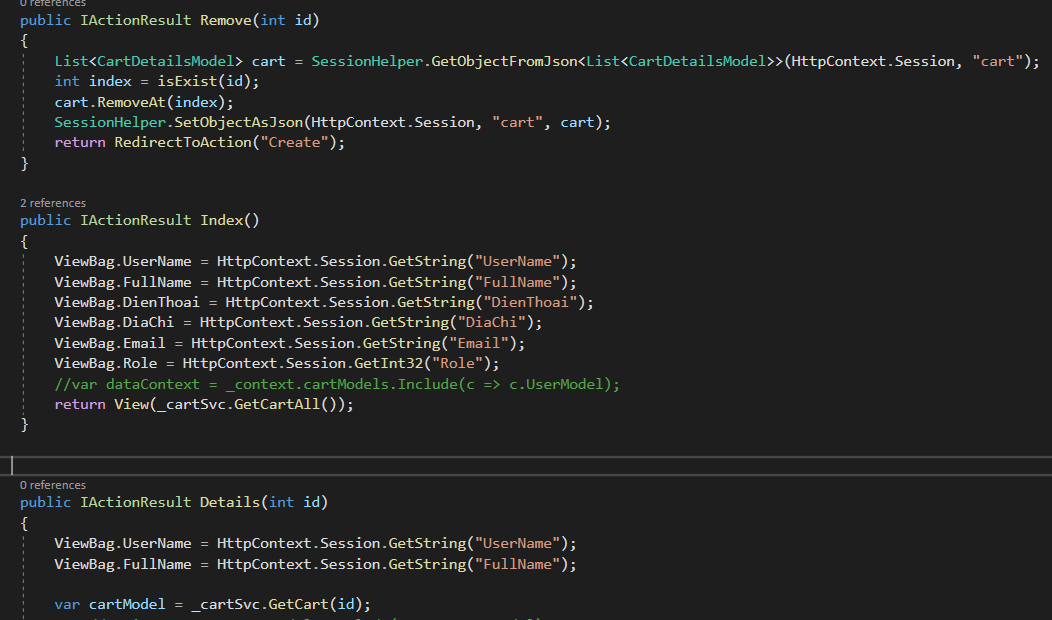 0 references
public IActionResult Remove(int id)
{
List<CartDetailsModel> cart = SessionHelper.GetObjectFromJson<List<CartDetailsModel>>(HttpContext.Session, "cart");
int index = isExist(id);
cart.RemoveAt(index);
SessionHelper.SetObjectAsJson(HttpContext.Session, "cart", cart);
return RedirectToAction("Create");
}
2 references
public IActionResult Index()
{
ViewBag.UserName = HttpContext.Session.GetString("UserName");
ViewBag.FullName = HttpContext.Session.GetString("FullName");
ViewBag.DienThoai = HttpContext.Session.GetString("DienThoai");
ViewBag.DiaChi = HttpContext.Session.GetString("DiaChi");
ViewBag.Email = HttpContext.Session.GetString("Email");
ViewBag.Role = HttpContext.Session.GetInt32("Role");
//var dataContext = _context.cartModels.Include(c => c.UserModel);
return View(_cartSvc.GetCartAll());
}
0 references
public IActionResult Details(int id)
{
ViewBag.UserName = HttpContext.Session.GetString("UserName");
ViewBag.FullName = HttpContext.Session.GetString("FullName");
var cartModel = _cartSvc.GetCart(id);